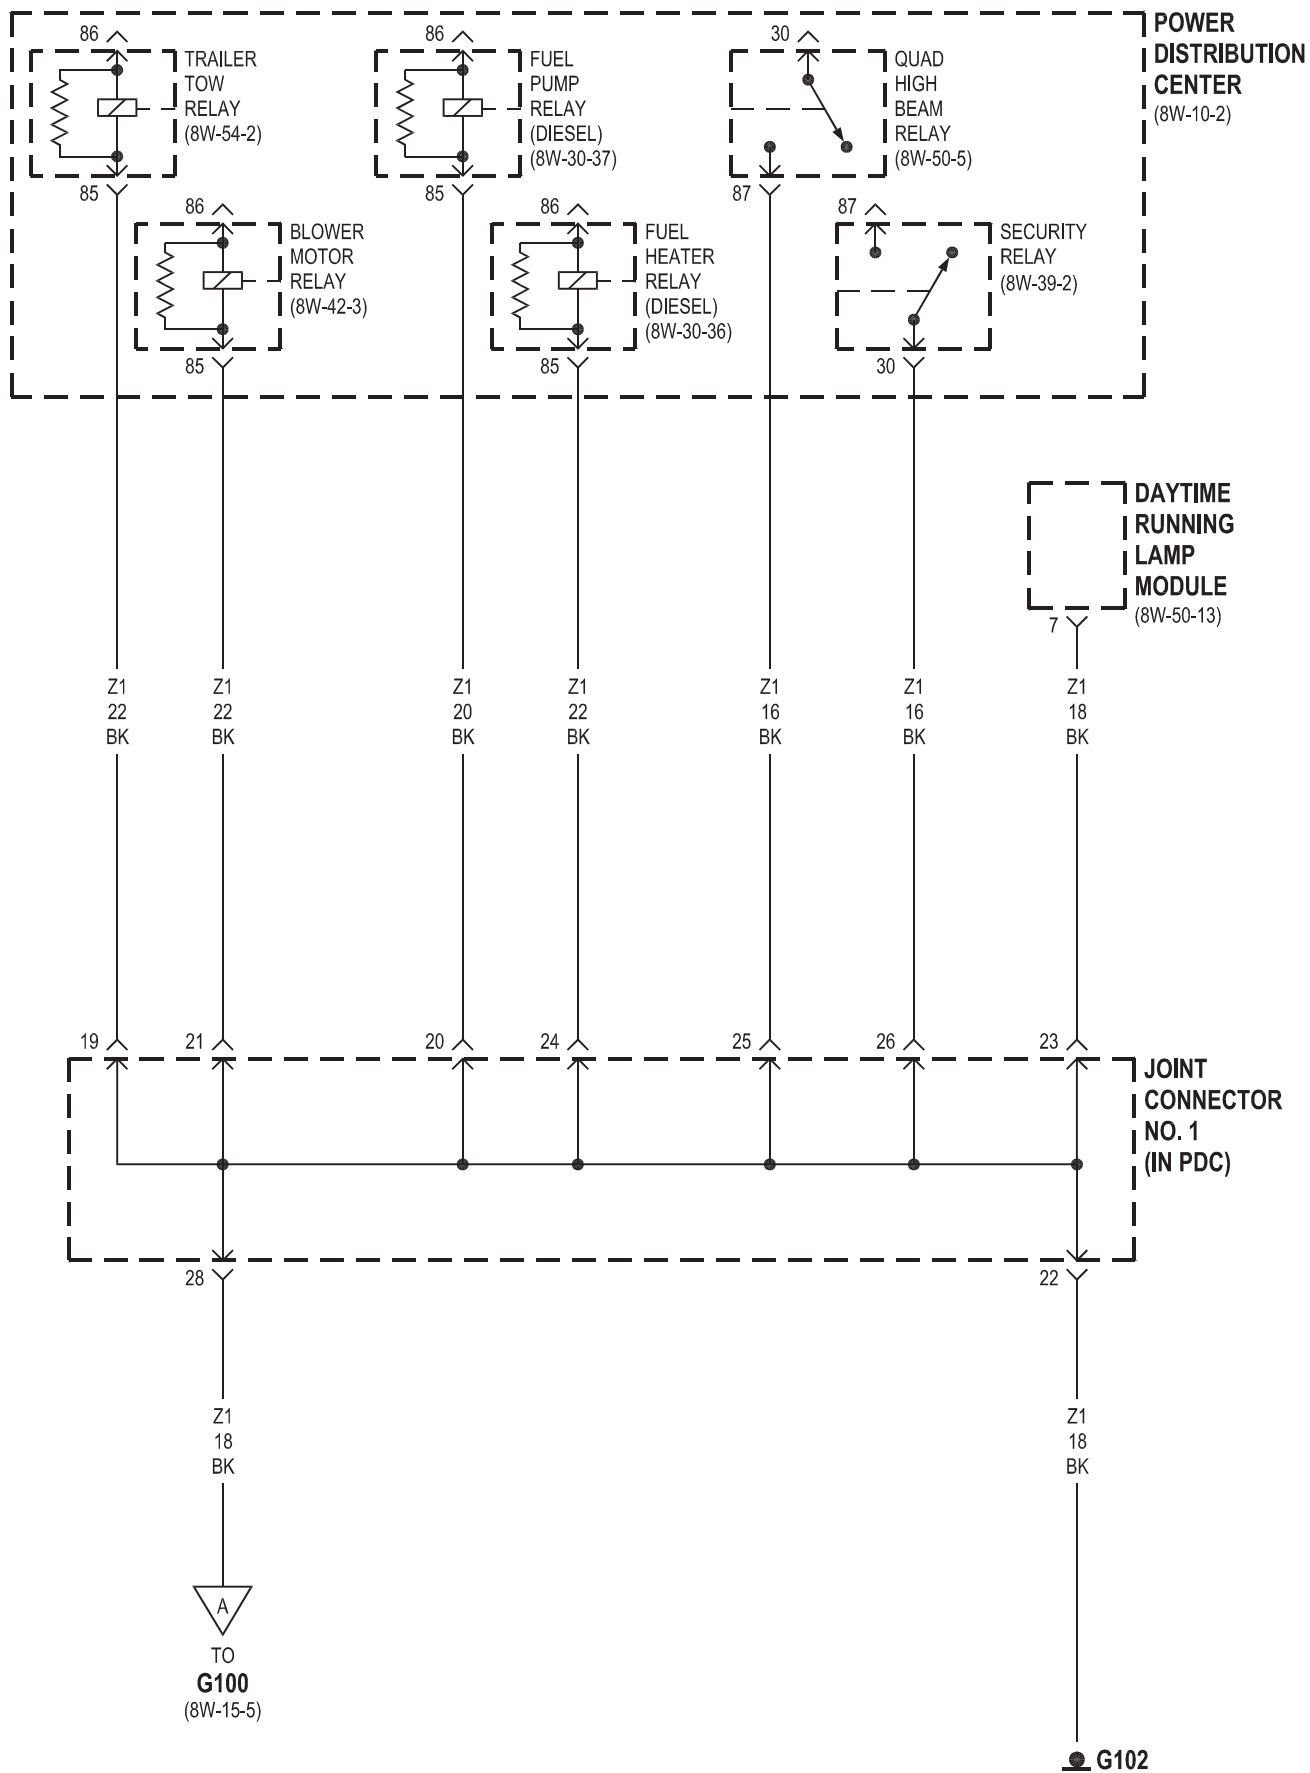 POWER
DISTRIBUTION
CENTER
(8W-10-2)
86
TRAILER
TOW
RELAY
(8W-54-2)
85
86
FUEL
PUMP
RELAY
(DIESEL)
(8W-30-37)
85
30
QUAD
HIGH
BEAM
RELAY
(8W-50-5)
87
86
BLOWER
MOTOR
RELAY
(8W-42-3)
85
86
FUEL
HEATER
RELAY
(DIESEL)
(8W-30-36)
85
87
SECURITY
RELAY
(8W-39-2)
30
DAYTIME
RUNNING
LAMP
MODULE
(8W-50-13)
7
Z1
22
BK
Z1
22
BK
Z1
20
BK
Z1
22
BK
Z1
16
BK
Z1
16
BK
Z1
18
BK
19
21
20
24
25
26
23
JOINT
CONNECTOR
NO. 1
(IN PDC)
28
22
Z1
18
BK
Z1
18
BK
A
TO
G100
(8W-15-5)
G102